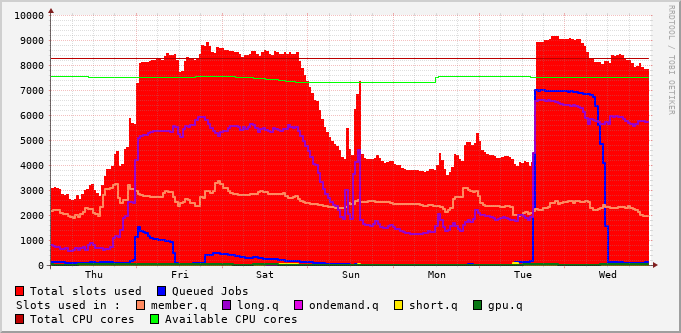 10000
9000
8000
7000
6000
5000
4000
3000
2000
1000
0
Thu Fri Sat Sun Mon Tue Wed
RRDTOOL / TOBI OETIKER
Total slots used Queued Jobs
Slots used in : member.q long.q ondemand.q short.q gpu.q
Total CPU cores Available CPU cores